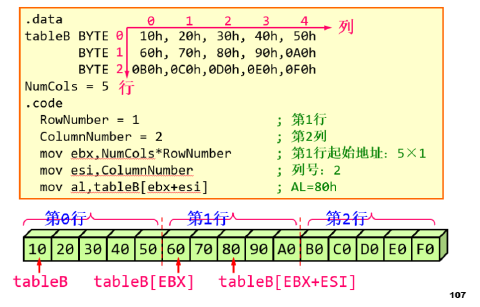 0 1 2 3 4 列
.data
tableB BYTE 0 10h, 20h, 30h, 40h, 50h
BYTE 1 60h, 70h, 80h, 90h,0A0h
BYTE 2 0B0h,0C0h,0D0h,0E0h,0F0h
NumCols = 5 行
.code
RowNumber = 1 ; 第1行
ColumnNumber = 2 ; 第2列
mov ebx,NumCols*RowNumber ; 第1行起始地址：5×1
mov esi,ColumnNumber ; 列号：2
mov al,tableB[ebx+esi] ; AL=80h
第0行 第1行 第2行
10 20 30 40 50 60 70 80 90 A0 B0 C0 D0 E0 F0
tableB tableB[EBX] tableB[EBX+ESI]
107